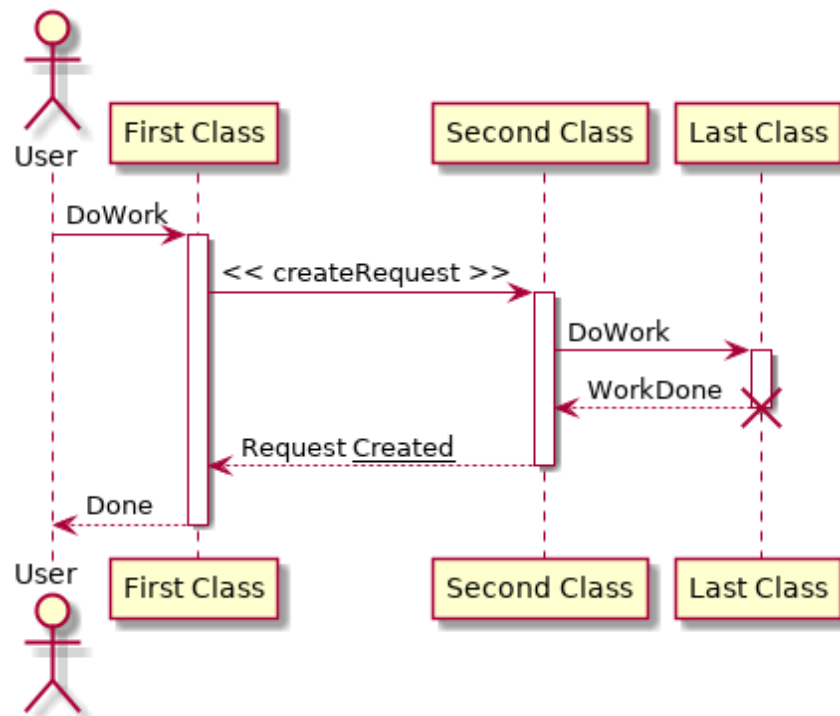 User
First Class
Second Class
Last Class
DoWork
<< createRequest >>
DoWork
WorkDone
Request Created
Done
User
First Class
Second Class
Last Class